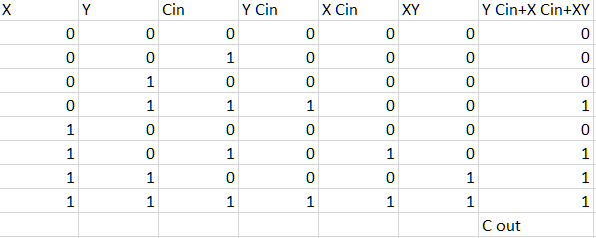 X Y Cin Y Cin X Cin XY Y Cin+X Cin+XY
0 0 0 0 0 0 0
0 0 1 0 0 0 0
0 1 0 0 0 0 0
0 1 1 1 0 0 1
1 0 0 0 0 0 0
1 0 1 0 1 0 1
1 1 0 0 0 1 1
1 1 1 1 1 1 1
C out